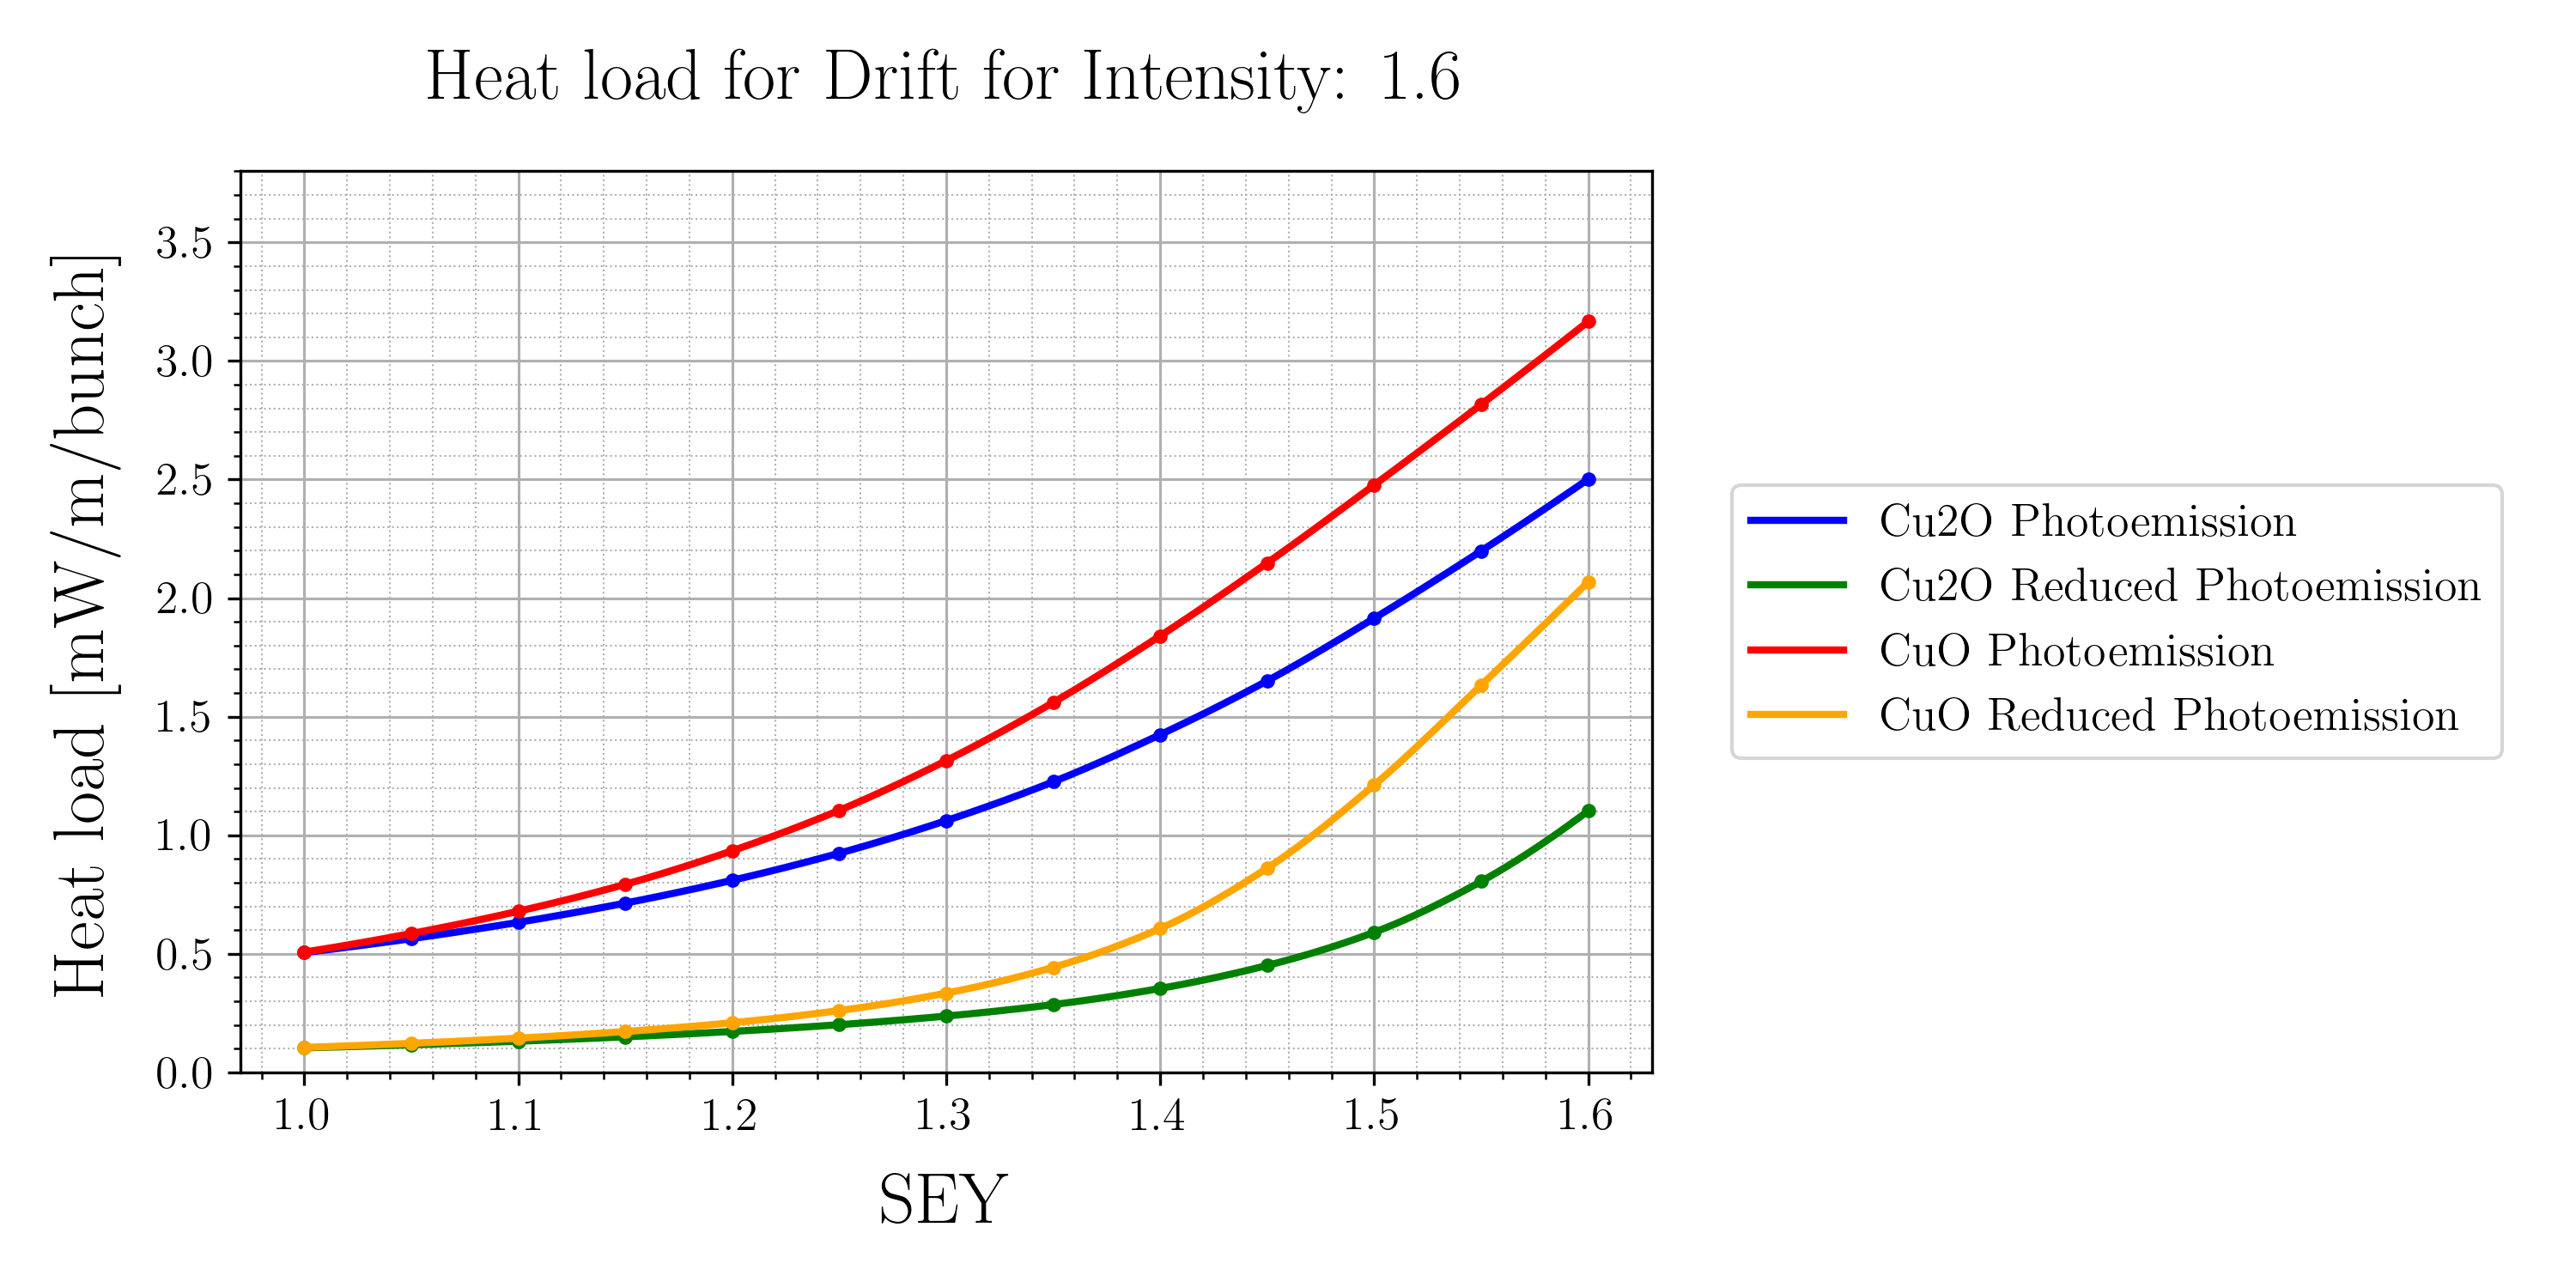 Heat load for Drift for Intensity: 1.6
Heat load [mW/m/bunch]
3.5
3.0
2.5
2.0
1.5
1.0
0.5
0.0
1.0 1.1 1.2 1.3 1.4 1.5 1.6
SEY
Cu2O Photoemission
Cu2O Reduced Photoemission
CuO Photoemission
CuO Reduced Photoemission